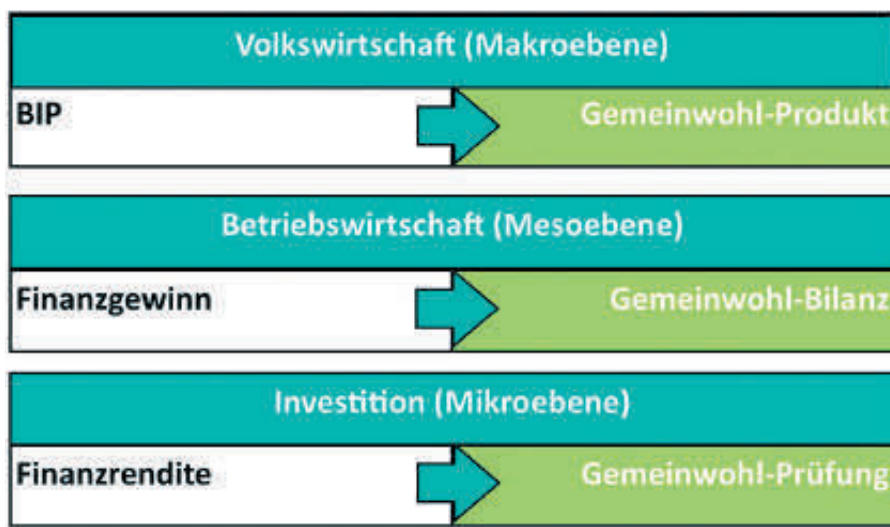 Volkswirtschaft (Makroebene)
BIP Gemeinwohl-Produkt
Betriebswirtschaft (Mesoebene)
Finanzgewinn Gemeinwohl-Bilanz
Investition (Mikroebene)
Finanzrendite Gemeinwohl-Prüfung